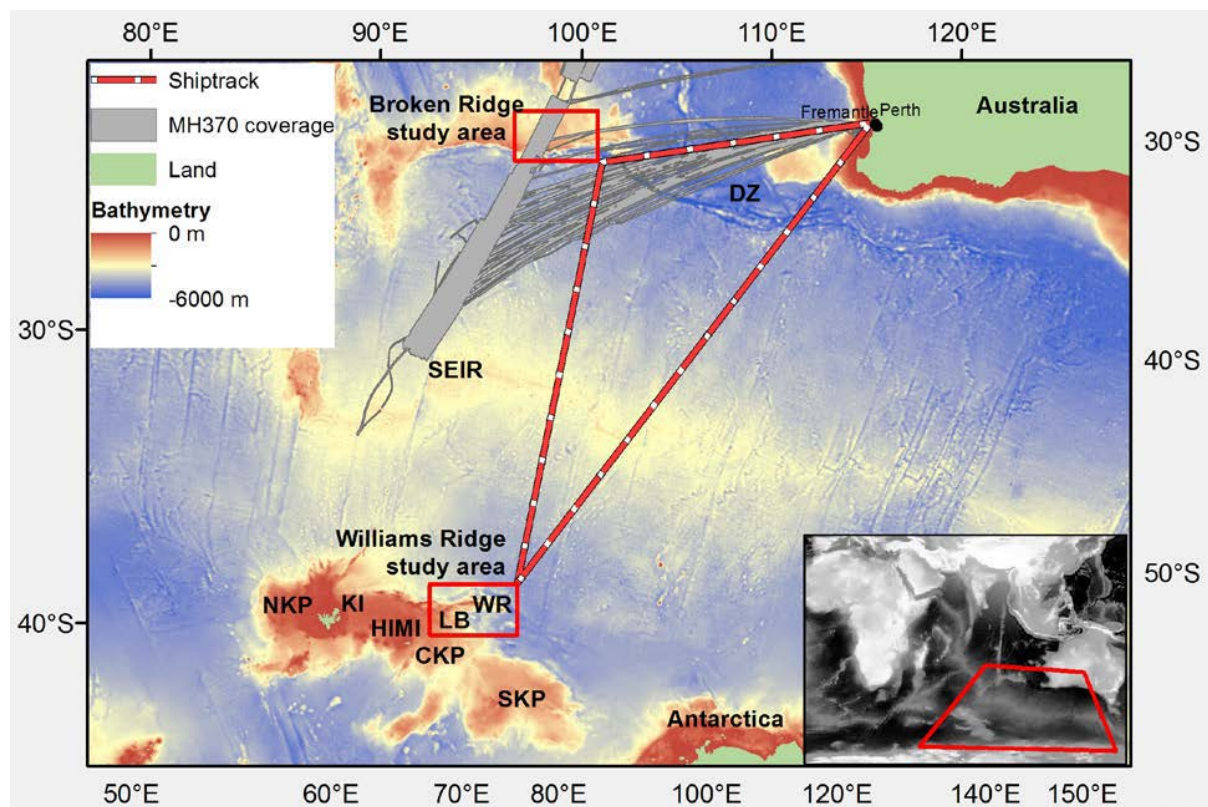 80°E 90°E 100°E 110°E 120°E
Shiptrack
MH370 coverage
Land
Bathymetry
0 m
-6000 m
Broken Ridge
study area
Fremantle Perth
Australia
DZ
SEIR
Williams Ridge
study area
NKP
KI
HIMI
LB
WR
CKP
SKP
Antarctica
30°S
40°S
30°S
40°S
50°S
50°E 60°E 70°E 80°E 100°E 120°E 140°E 150°E